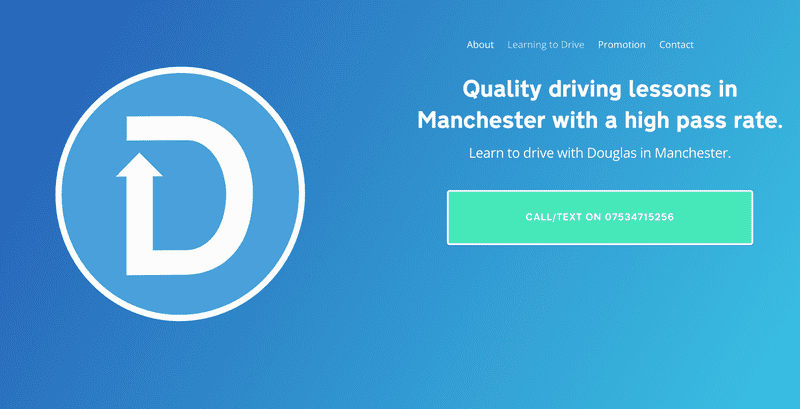 About Learning to Drive Promotion Contact
Quality driving lessons in
Manchester with a high pass rate.
Learn to drive with Douglas in Manchester.
CALL/TEXT ON 07534715256
D